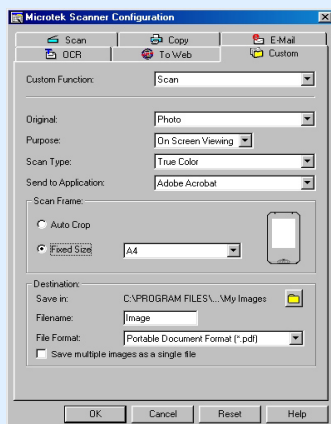 Microtek Scanner Configuration
Scan Copy E-Mail
OCR To Web Custom
Custom Function: Scan
Original: Photo
Purpose: On Screen Viewing
Scan Type: True Color
Send to Application: Adobe Acrobat
Scan Frame:
Auto Crop
Fixed Size A4
Destination:
Save in: C:\PROGRAM FILES\...\My Images
Filename: Image
File Format: Portable Document Format (*.pdf)
Save multiple images as a single file
OK Cancel Reset Help